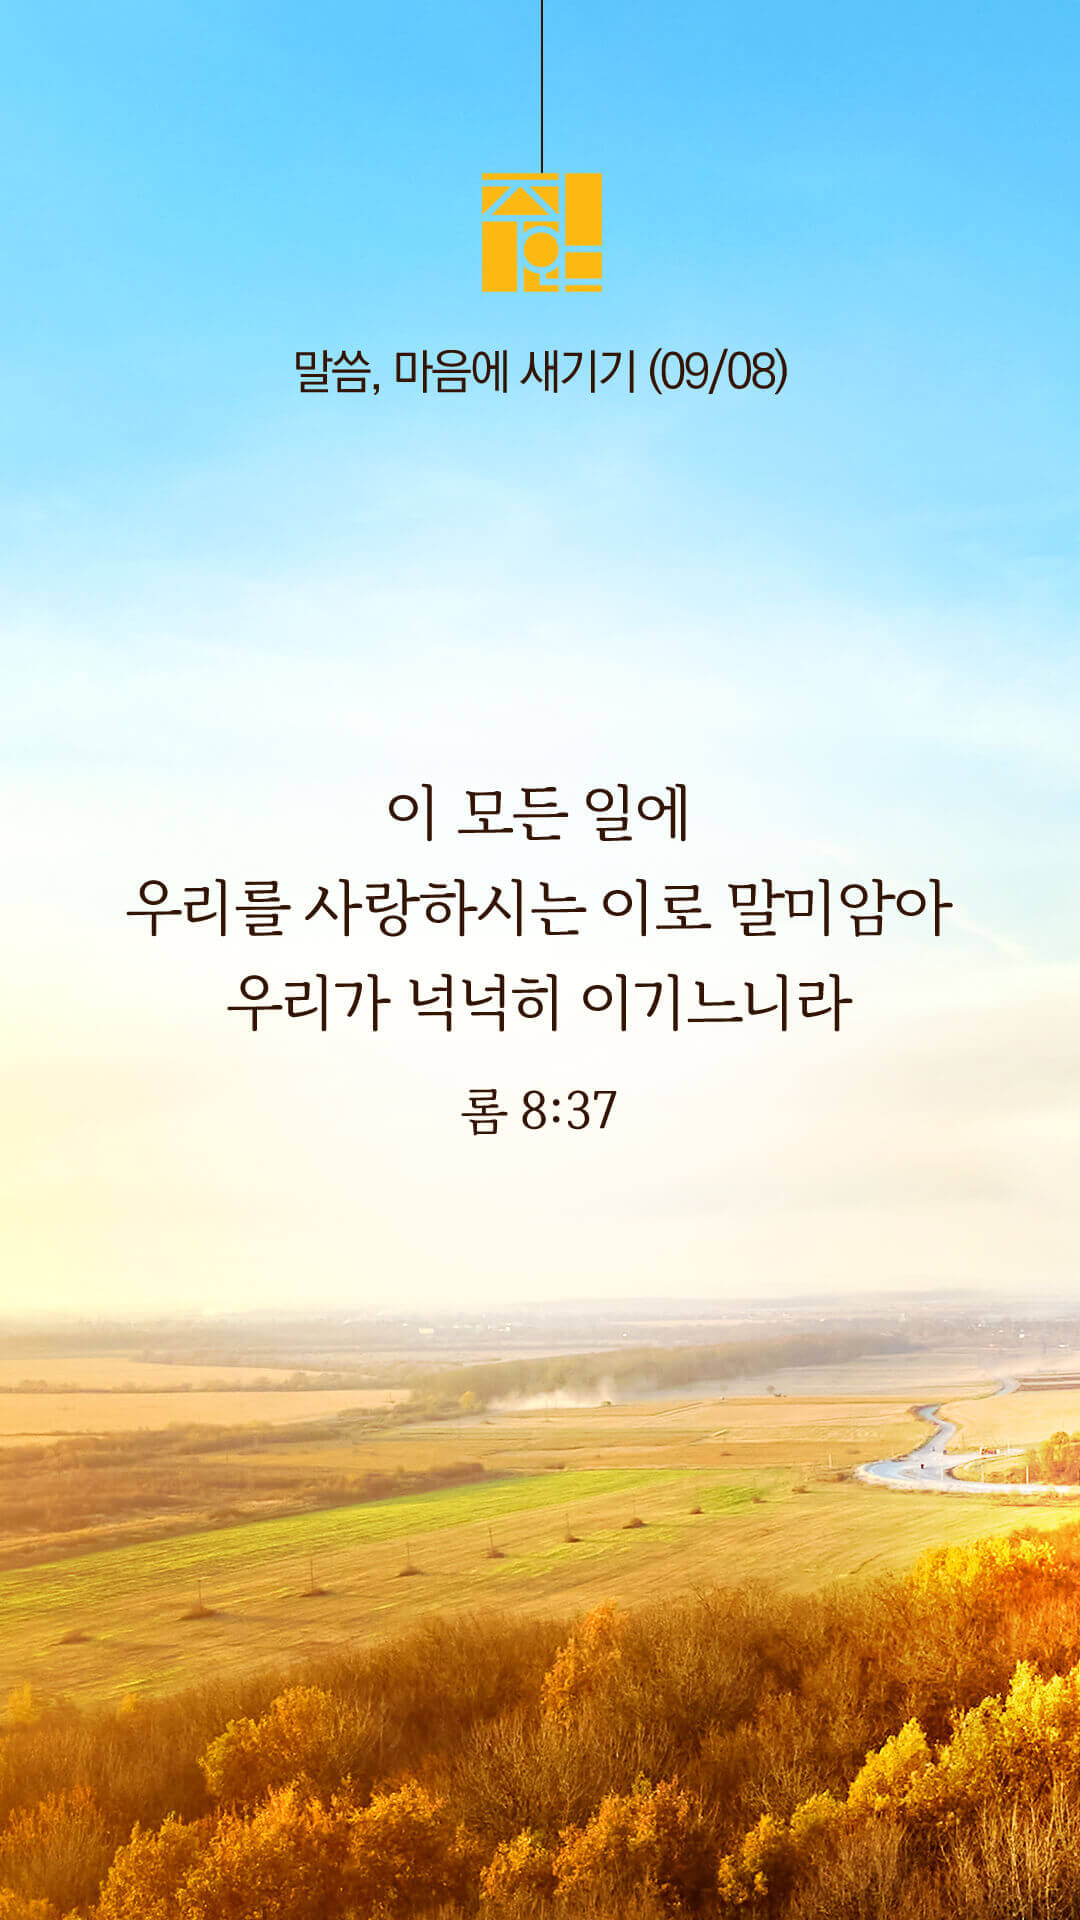 증인
말씀, 마음에 새기기 (09/08)
이 모든 일에
우리를 사랑하시는 이로 말미암아
우리가 넉넉히 이기느니라
롬 8:37